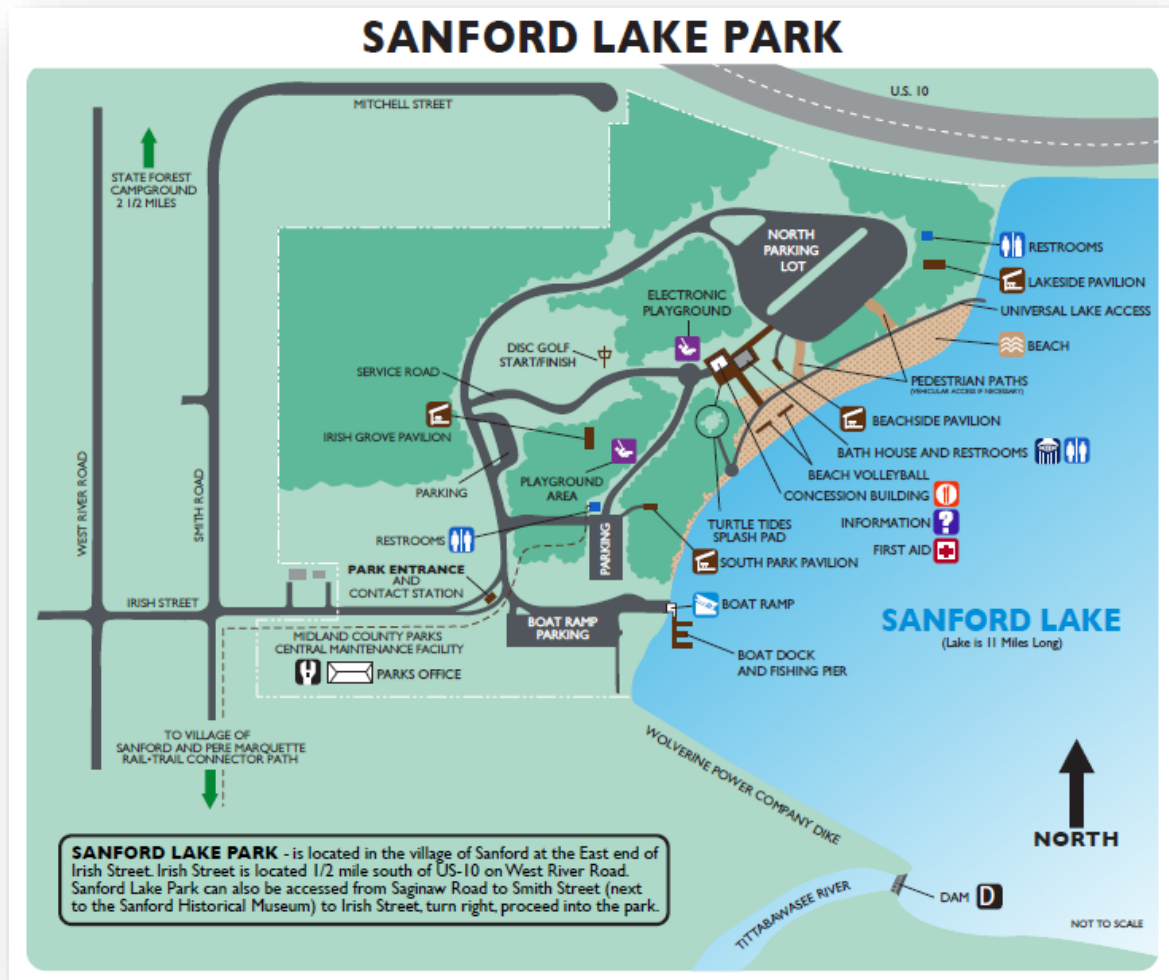 SANFORD LAKE PARK
U.S. 10
MITCHELL STREET
STATE FOREST
CAMPGROUND
2 1/2 MILES
NORTH
PARKING
LOT
RESTROOMS
LAKESIDE PAVILION
ELECTRONIC
PLAYGROUND
UNIVERSAL LAKE ACCESS
DISC GOLF
START/FINISH
BEACH
SERVICE ROAD
PEDESTRIAN PATHS
(VEHICULAR ACCESS IF NECESSARY)
IRISH GROVE PAVILION
BEACHSIDE PAVILION
BATH HOUSE AND RESTROOMS
BEACH VOLLEYBALL
PARKING
PLAYGROUND
AREA
CONCESSION BUILDING
WEST RIVER ROAD
SMITH ROAD
TURTLE TIDES
SPLASH PAD
INFORMATION
?
RESTROOMS
PARKING
FIRST AID
SOUTH PARK PAVILION
PARK ENTRANCE
AND
CONTACT STATION
IRISH STREET
BOAT RAMP
BOAT RAMP
PARKING
SANFORD LAKE
(Lake is 11 Miles Long)
MIDLAND COUNTY PARKS
CENTRAL MAINTENANCE FACILITY
PARKS OFFICE
BOAT DOCK
AND FISHING PIER
TO VILLAGE OF
SANFORD AND PERE MARQUETTE
RAIL•TRAIL CONNECTOR PATH
WOLVERINE POWER COMPANY DIKE
NORTH
SANFORD LAKE PARK - is located in the village of Sanford at the East end of
Irish Street. Irish Street is located 1/2 mile south of US-10 on West River Road.
Sanford Lake Park can also be accessed from Saginaw Road to Smith Street (next
to the Sanford Historical Museum) to Irish Street, turn right, proceed into the park.
TITTABAWASEE RIVER
DAM D
NOT TO SCALE